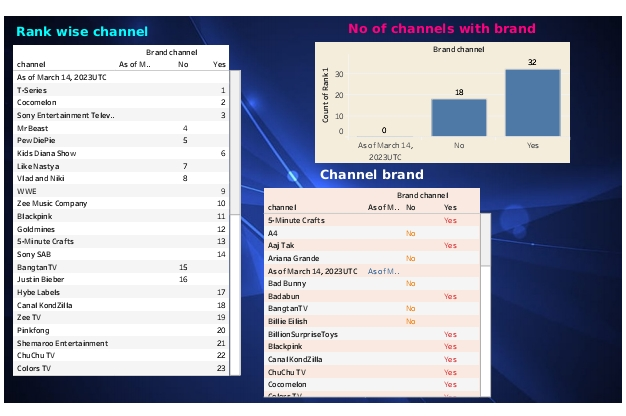 Rank wise channel
Brand channel
channel As of M.. No Yes
As of March 14, 2023UTC
T-Series 1
Cocomelon 2
Sony Entertainment Telev.. 3
MrBeast 4
PewDiePie 5
Kids Diana Show 6
Like Nastya 7
Vlad and Niki 8
WWE 9
Zee Music Company 10
Blackpink 11
Goldmines 12
5-Minute Crafts 13
Sony SAB 14
BangtanTV 15
Justin Bieber 16
Hybe Labels 17
Canal KondZilla 18
Zee TV 19
Pinkfong 20
Shemaroo Entertainment 21
ChuChu TV 22
Colors TV 23
No of channels with brand
Brand channel
Count of Rank1
30
20
10
0
0
18
32
As of March 14, 2023UTC No Yes
Channel brand
Brand channel
channel As of M.. No Yes
5-Minute Crafts Yes
A4 No
Aaj Tak Yes
Ariana Grande No
As of March 14, 2023UTC As of M..
Bad Bunny No
Badabun Yes
BangtanTV No
Billie Eilish No
BillionSurpriseToys Yes
Blackpink Yes
Canal KondZilla Yes
ChuChu TV Yes
Cocomelon Yes
Colors TV Yes